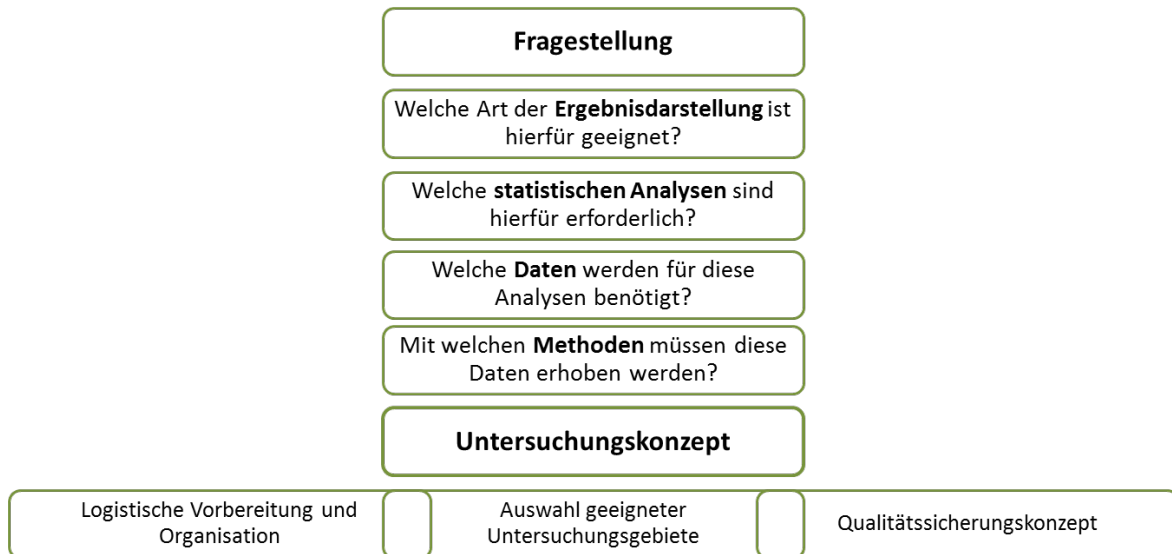 Fragestellung
Welche Art der Ergebnisdarstellung ist
hierfür geeignet?
Welche statistischen Analysen sind
hierfür erforderlich?
Welche Daten werden für diese
Analysen benötigt?
Mit welchen Methoden müssen diese
Daten erhoben werden?
Untersuchungskonzept
Logistische Vorbereitung und
Organisation
Auswahl geeigneter
Untersuchungsgebiete
Qualitätssicherungskonzept